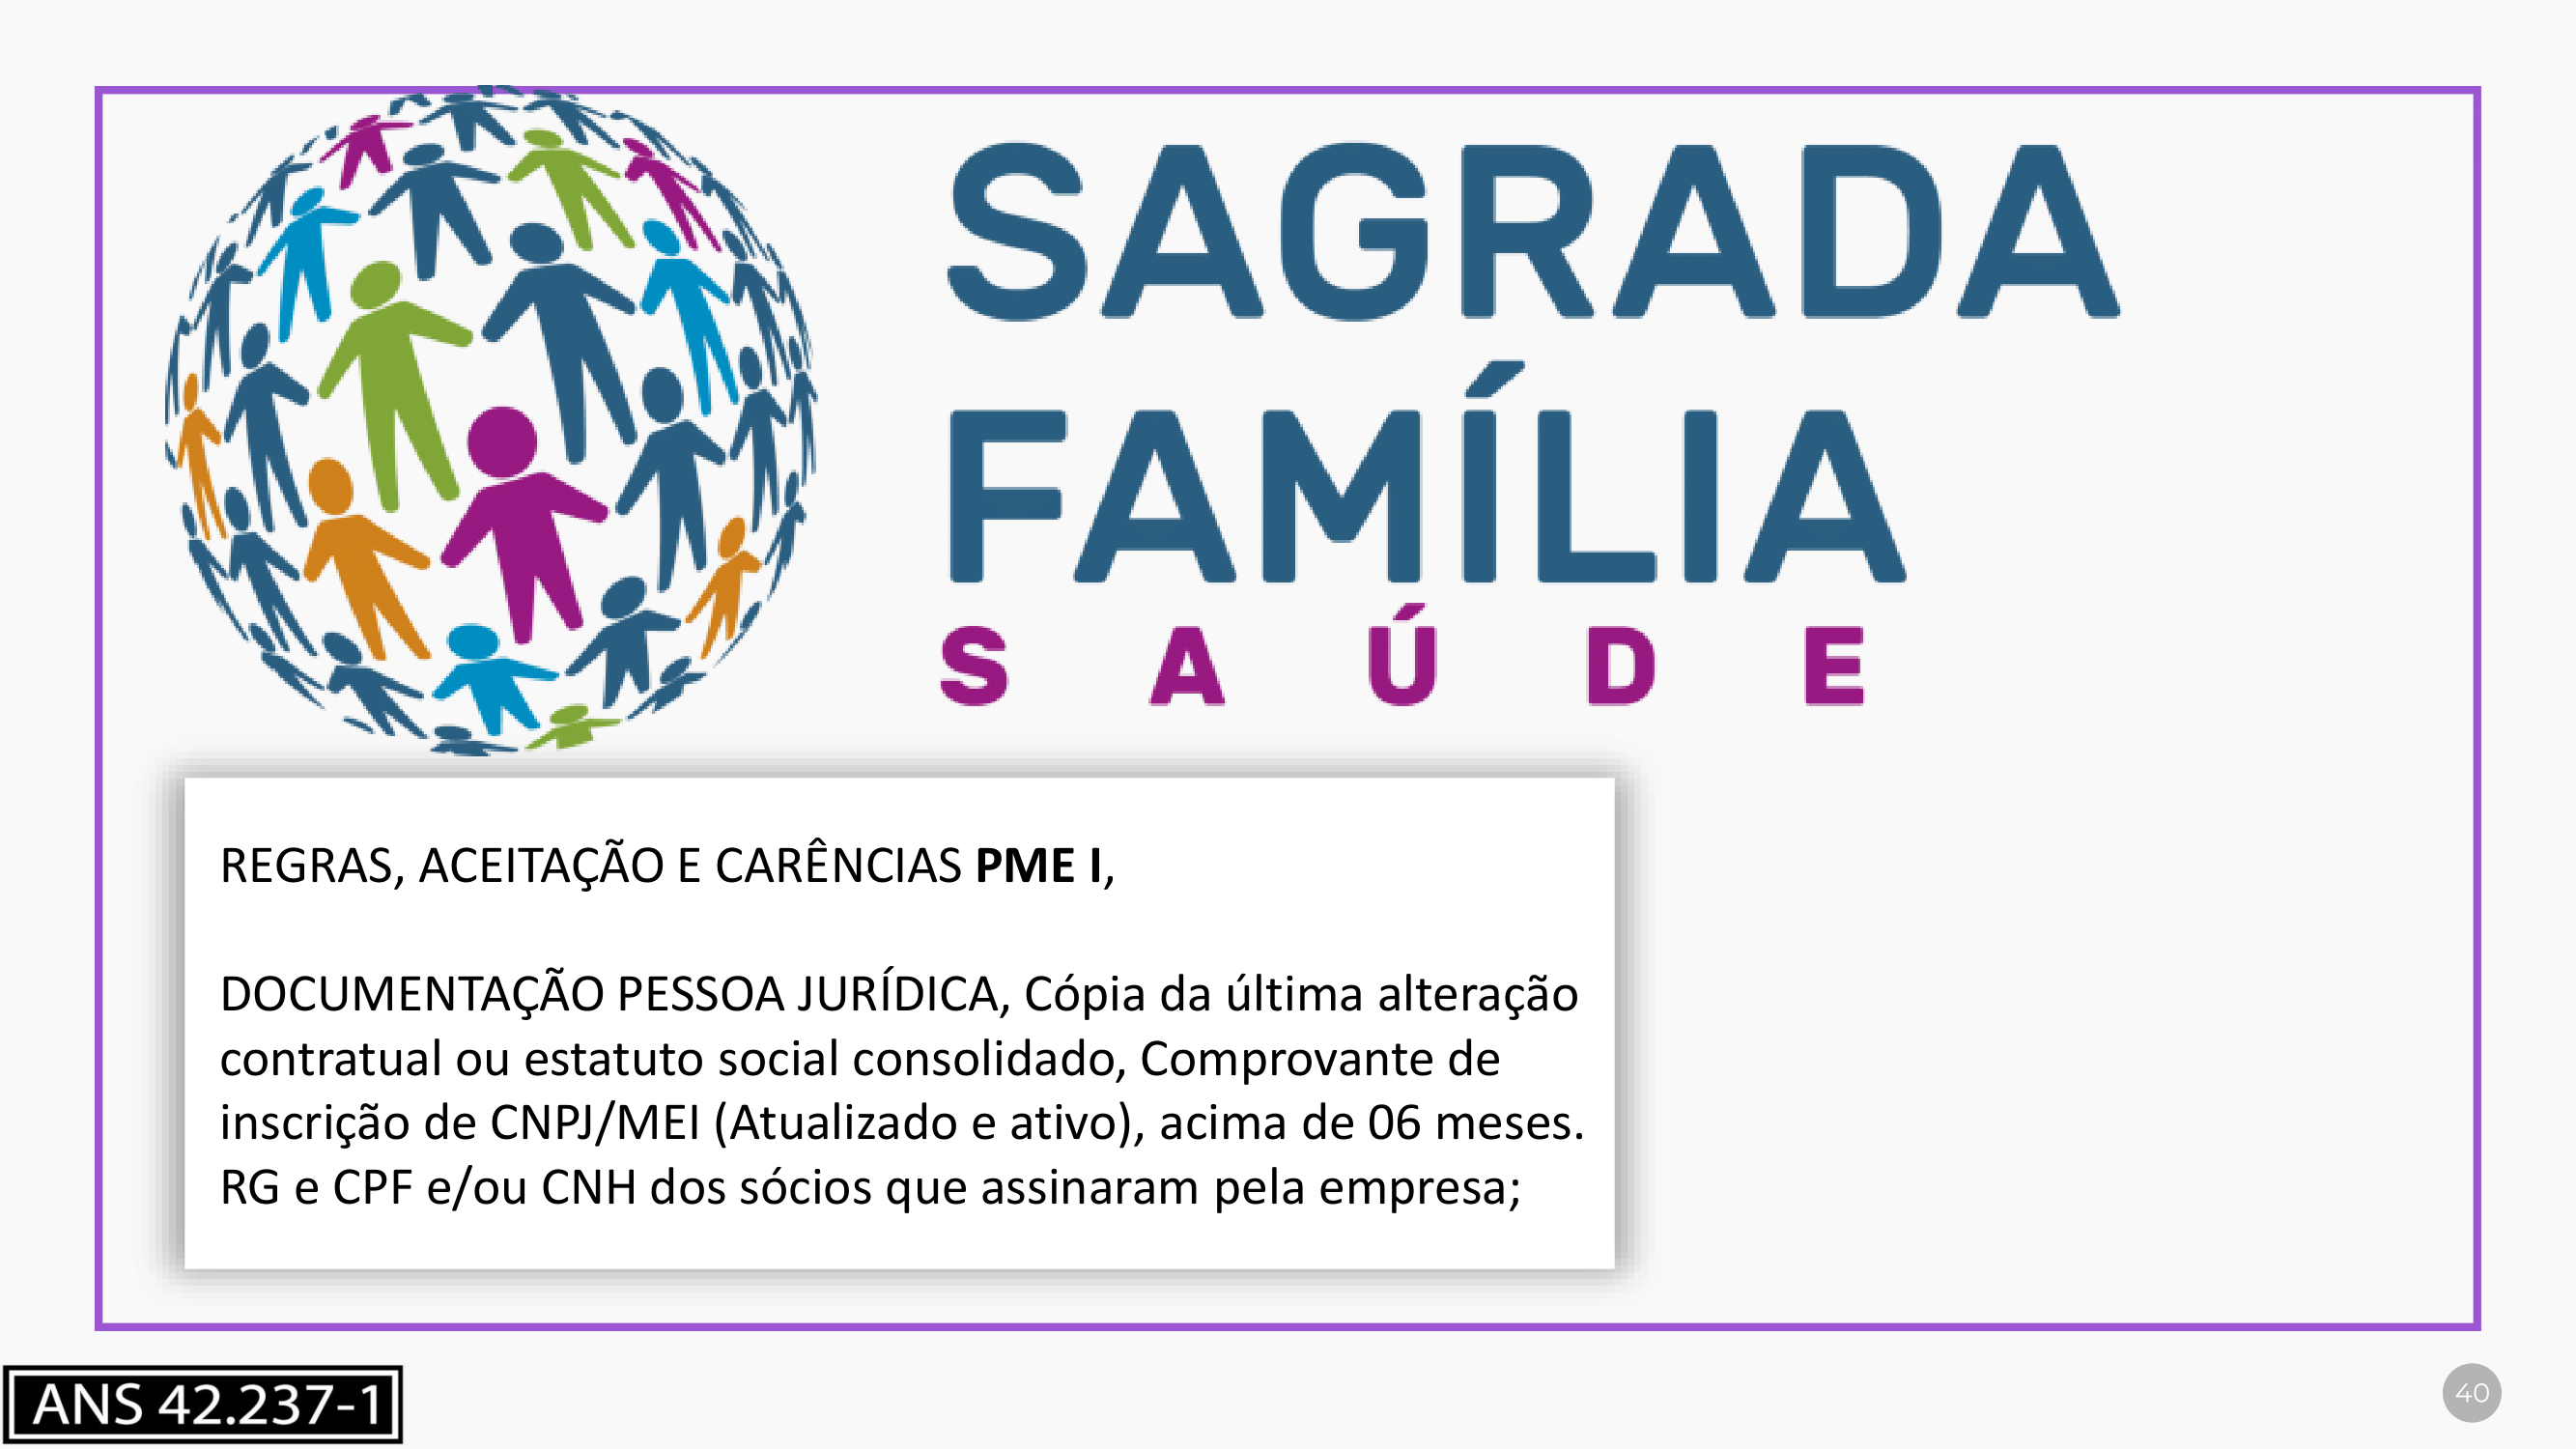 SAGRADA
FAMÍLIA
SAÚDE
REGRAS, ACEITAÇÃO E CARÊNCIAS PME I,
DOCUMENTAÇÃO PESSOA JURÍDICA, Cópia da última alteração
contratual ou estatuto social consolidado, Comprovante de
inscrição de CNPJ/MEI (Atualizado e ativo), acima de 06 meses.
RG e CPF e/ou CNH dos sócios que assinaram pela empresa;
ANS 42.237-1
40